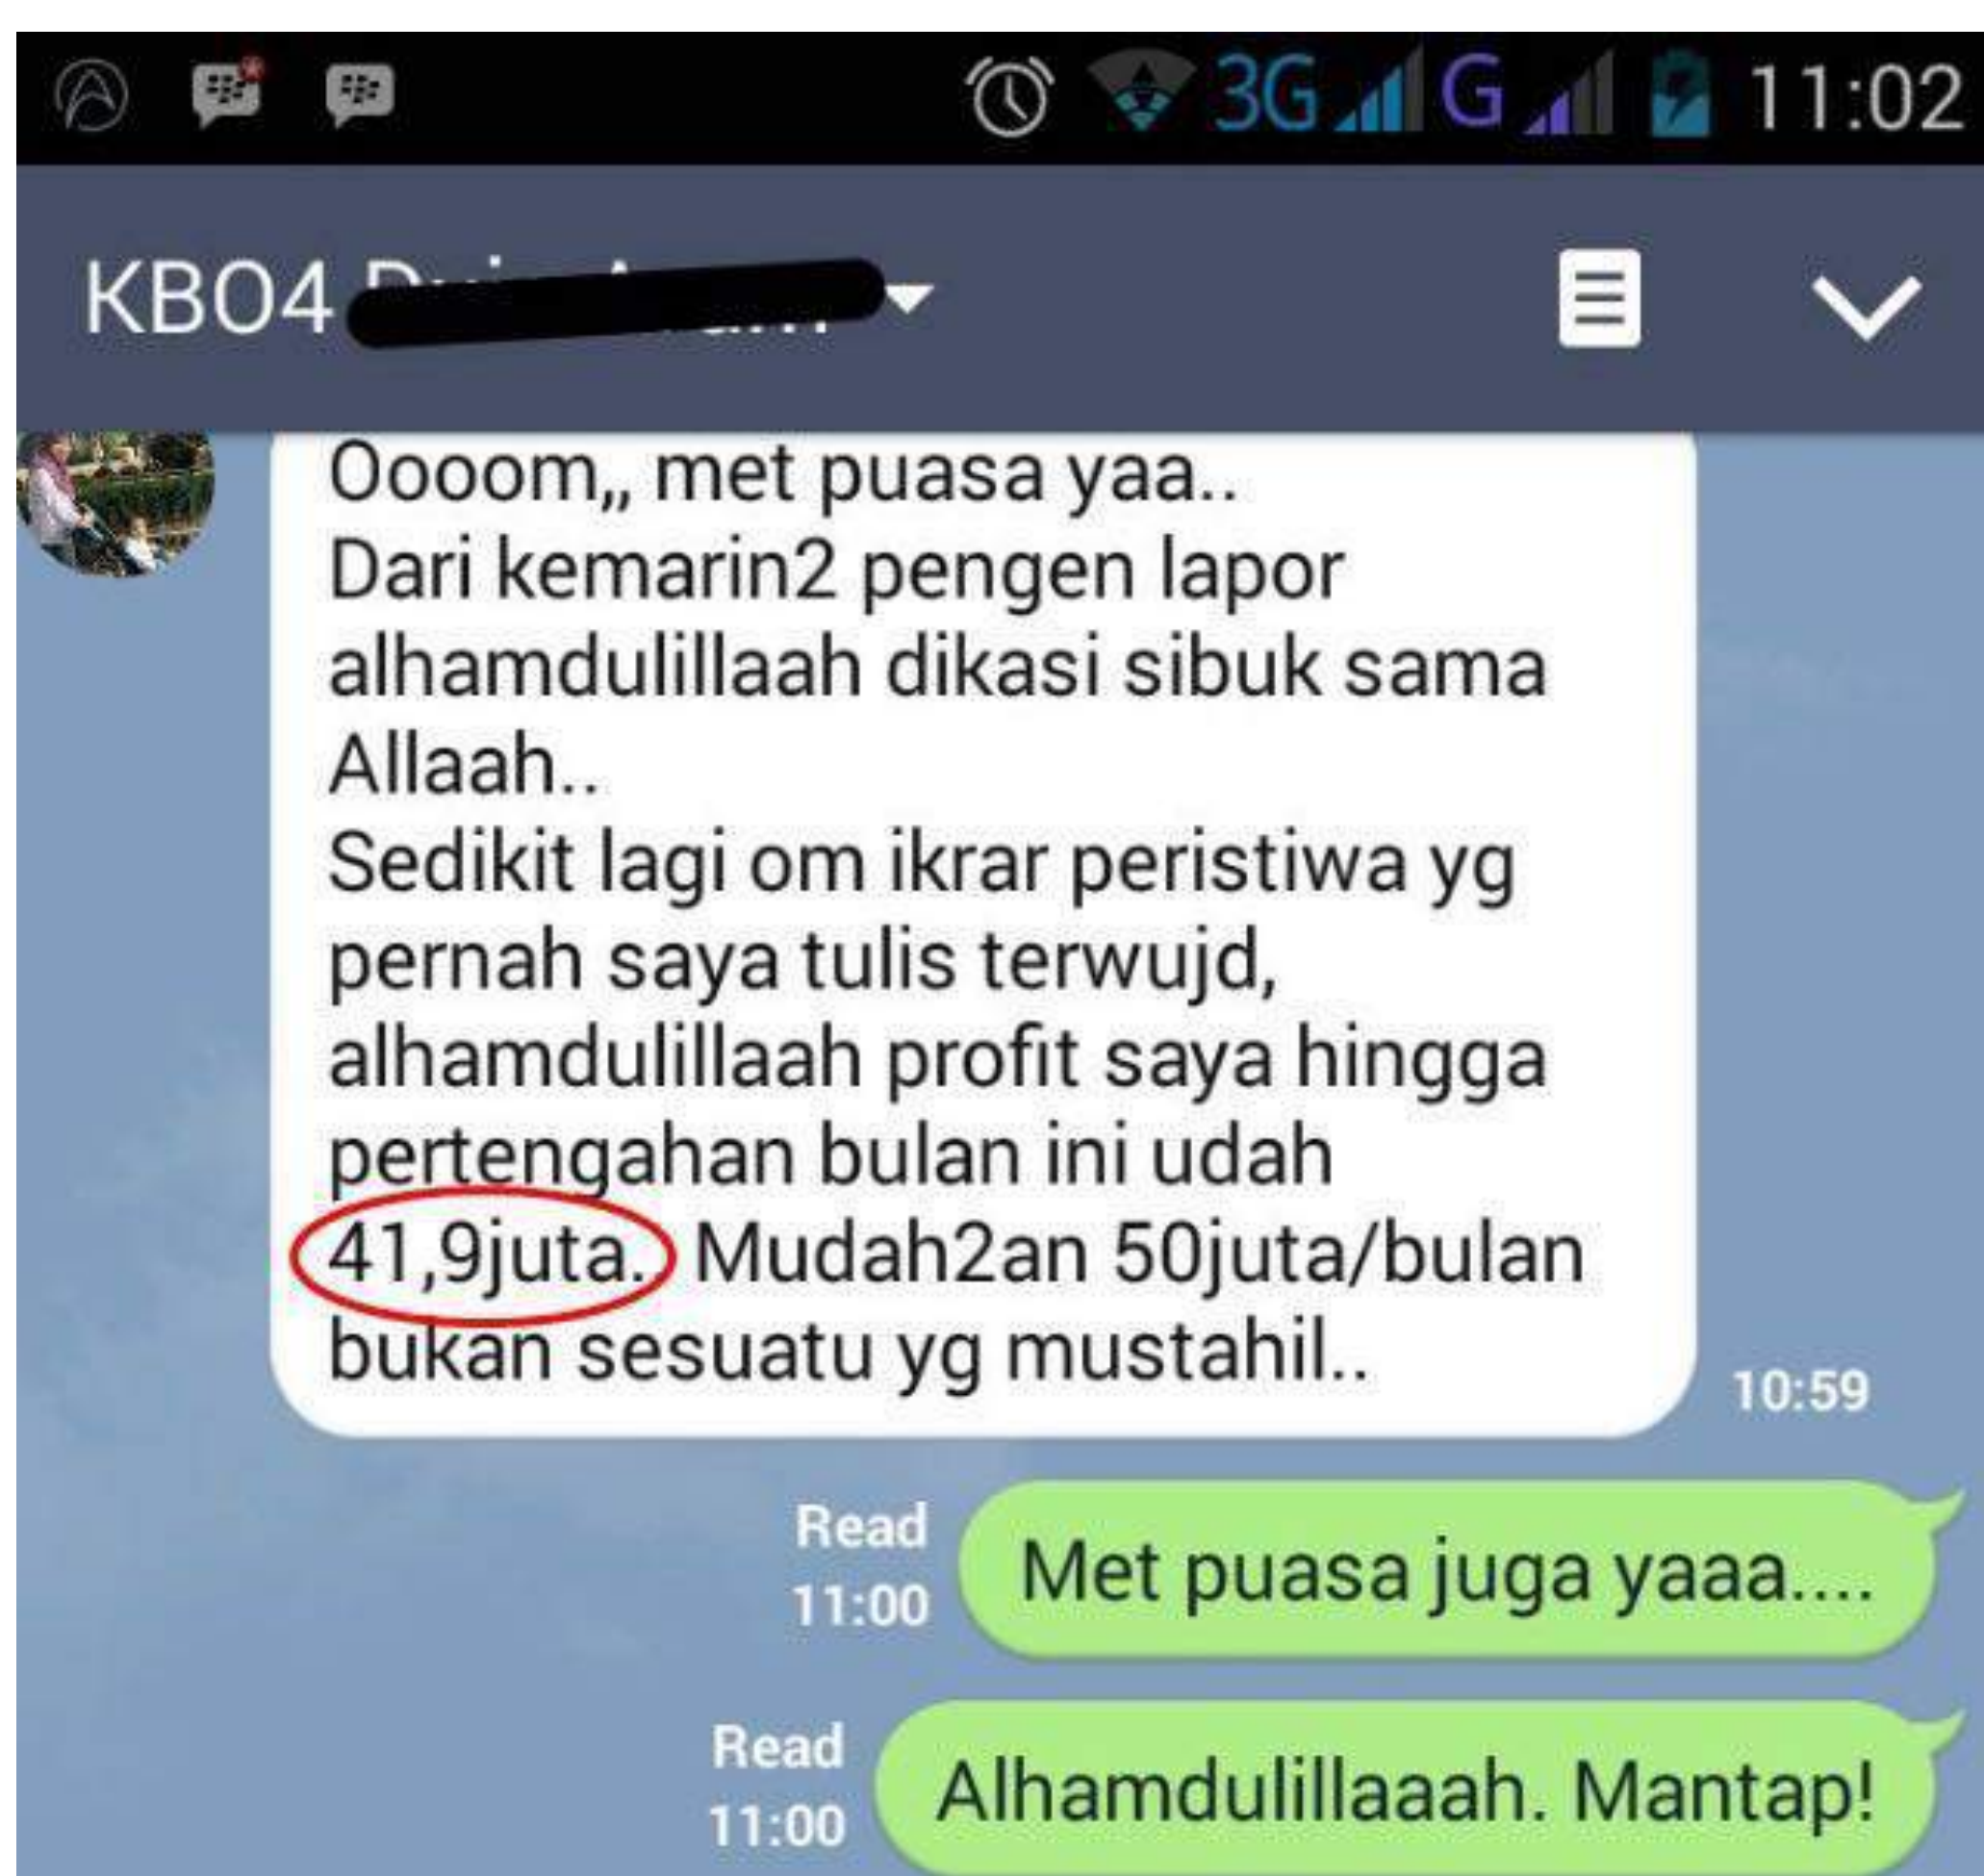 3G G 11:02
KBO4
Oooom,, met puasa yaa..
Dari kemarin2 pengen lapor
alhamdulillaah dikasi sibuk sama
Allaah..
Sedikit lagi om ikrar peristiwa yg
pernah saya tulis terwujd,
alhamdulillaah profit saya hingga
pertengahan bulan ini udah
41,9juta. Mudah2an 50juta/bulan
bukan sesuatu yg mustahil..
10:59
Read
11:00
Met puasa juga yaaa....
Read
11:00
Alhamdulillaaah. Mantap!